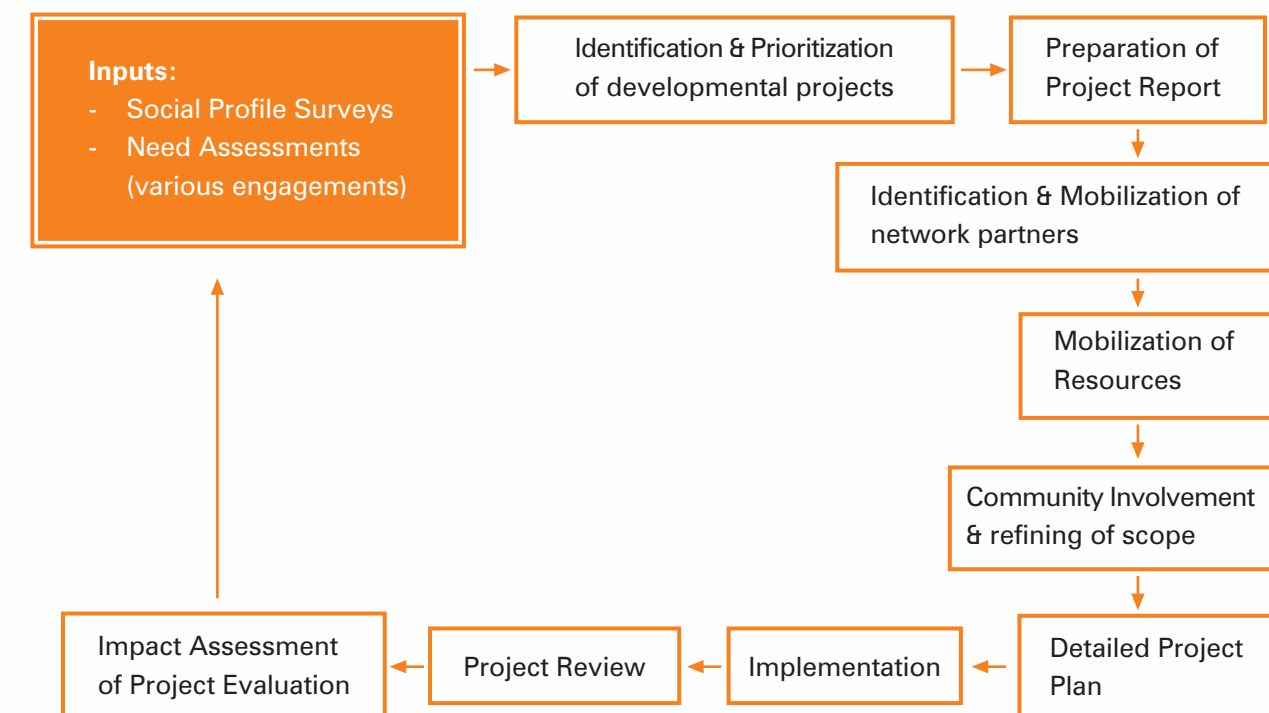 Inputs:
- Social Profile Surveys
- Need Assessments
(various engagements)
Identification & Prioritization
of developmental projects
Preparation of
Project Report
Identification & Mobilization of
network partners
Mobilization of
Resources
Community Involvement
& refining of scope
Detailed Project
Plan
Implementation
Project Review
Impact Assessment
of Project Evaluation